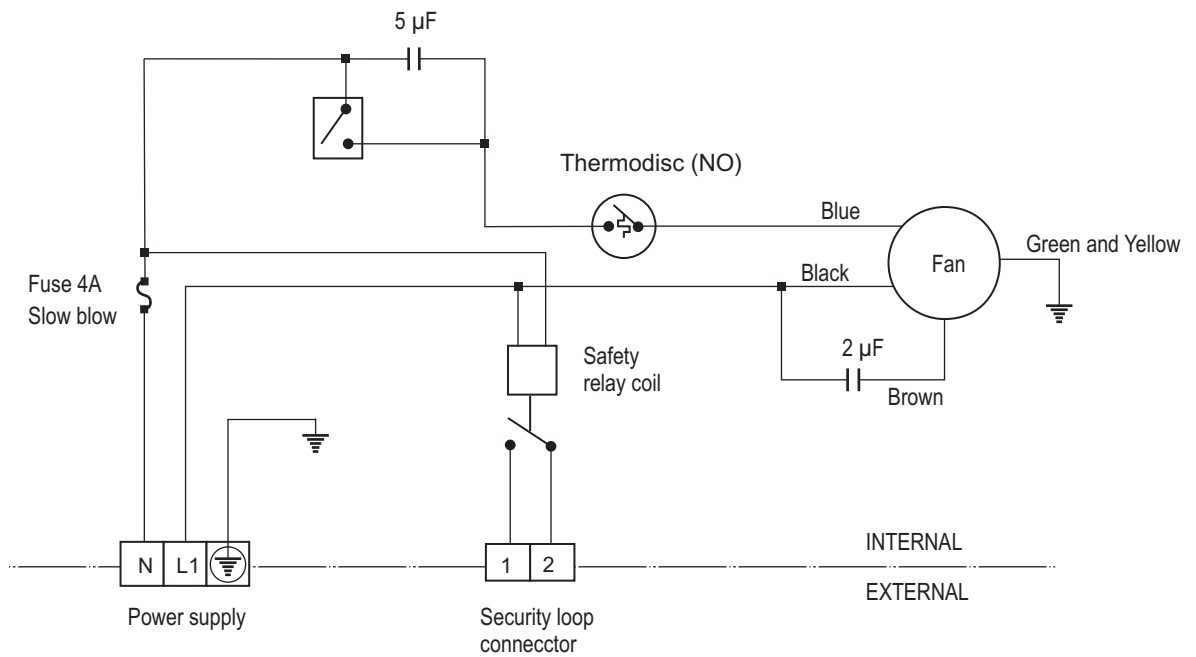 5 µF
Thermodisc (NO)
Blue
Green and Yellow
Fan
Black
Fuse 4A
Slow blow
2 µF
Safety
relay coil
Brown
INTERNAL
N
L1
1
2
EXTERNAL
Power supply
Security loop
connecctor